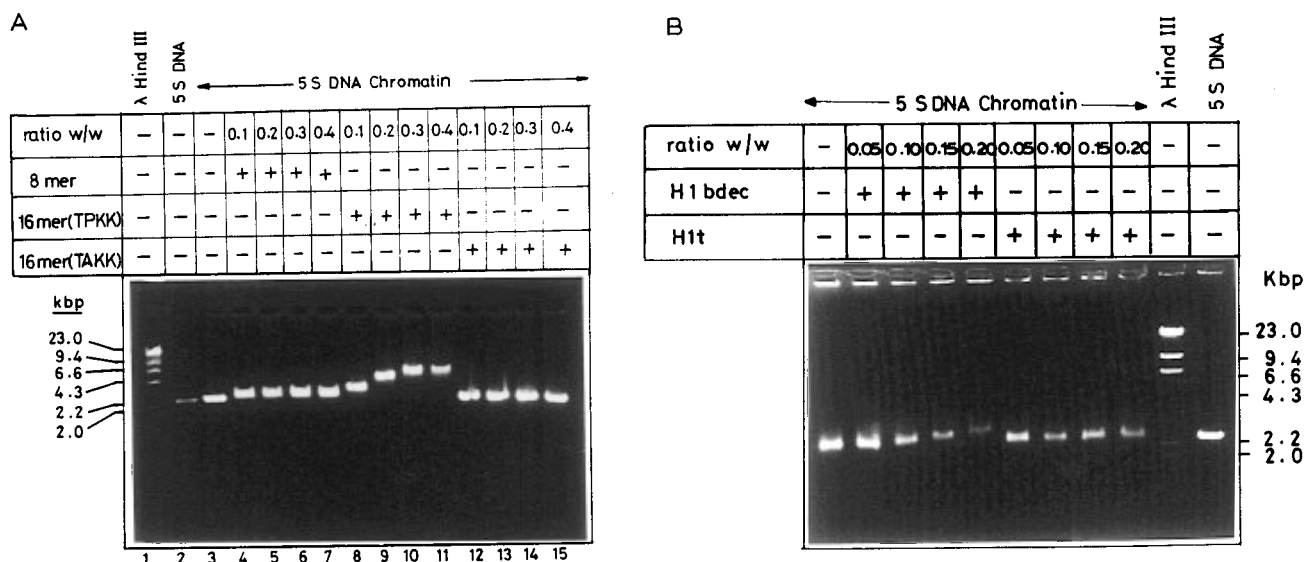 A
λ Hind III
5 S DNA
5 S DNA Chromatin
ratio w/w – – – 0.1 0.2 0.3 0.4 0.1 0.2 0.3 0.4 0.1 0.2 0.3 0.4
8 mer – – – + + + + – – – – – – – –
16mer(TPKK) – – – – – – – + + + + – – – –
16mer(TAKK) – – – – – – – – – – – + + + +
kbp
23.0
9.4
6.6
4.3
2.2
2.0
1 2 3 4 5 6 7 8 9 10 11 12 13 14 15
B
5 S DNA Chromatin
λ Hind III
5 S DNA
ratio w/w – 0.05 0.10 0.15 0.20 0.05 0.10 0.15 0.20 – –
H1bdec – + + + + – – – – – –
H1t – – – – – + + + + – –
Kbp
23.0
9.4
6.6
4.3
2.2
2.0